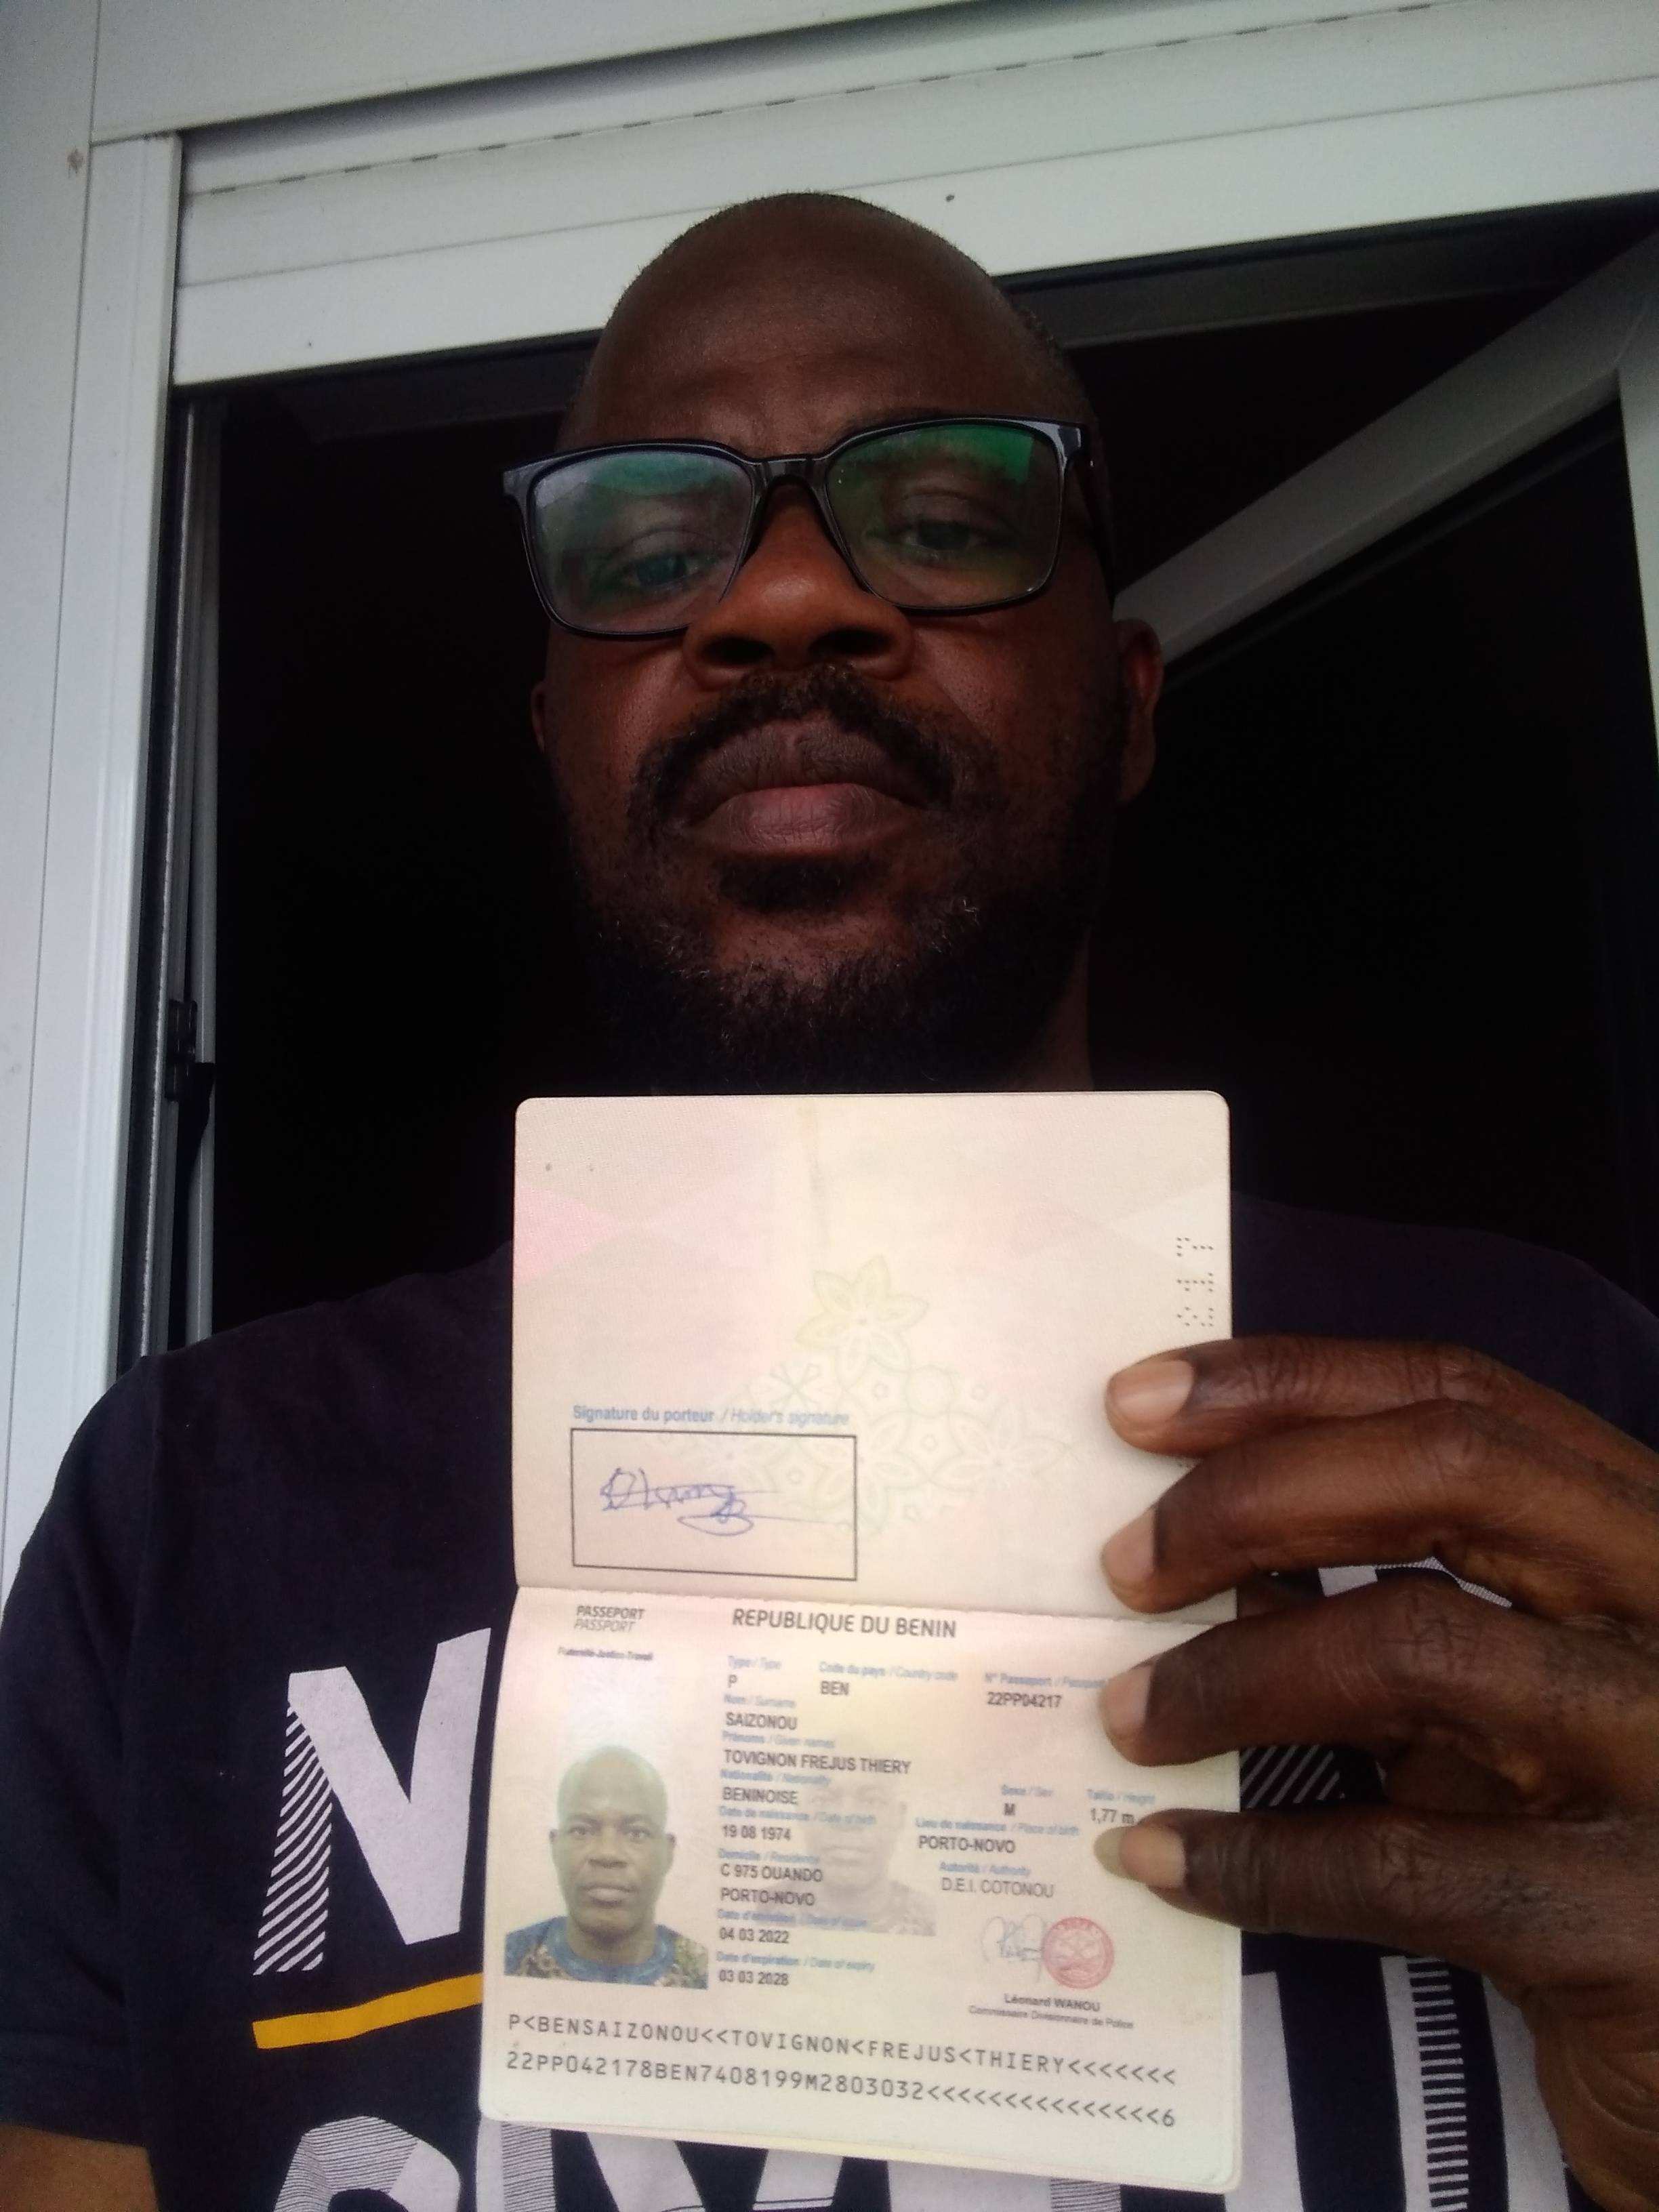 Signature du porteur / Holder's signature
PASSEPORT
PASSPORT
REPUBLIQUE DU BENIN
Fraternité-Justice-Travail
Type / Type
Code du pays / Country code
N° Passeport / Passport
P
BEN
22PP04217
Nom / Surname
SAIZONOU
Prénoms / Given names
TOVIGNON FREJUS THIERY
Nationalité / Nationality
Sexe / Sex
Taille / Height
BENINOISE
M
1,77 m
Date de naissance / Date of birth
Lieu de naissance / Place of birth
19 08 1974
PORTO-NOVO
Domicile / Residence
Autorité / Authority
C 975 OUANDO
D.E.I. COTONOU
PORTO-NOVO
Date d'émission / Date of issue
04 03 2022
Date d'expiration / Date of expiry
03 03 2028
Léonard WANOU
Commissaire Divisionnaire de Police
P<BENSAIZONOU<<TOVIGNON<FREJUS<THIERY<<<<<<<
22PP042178BEN7408199M2803032<<<<<<<<<<<<<<<6